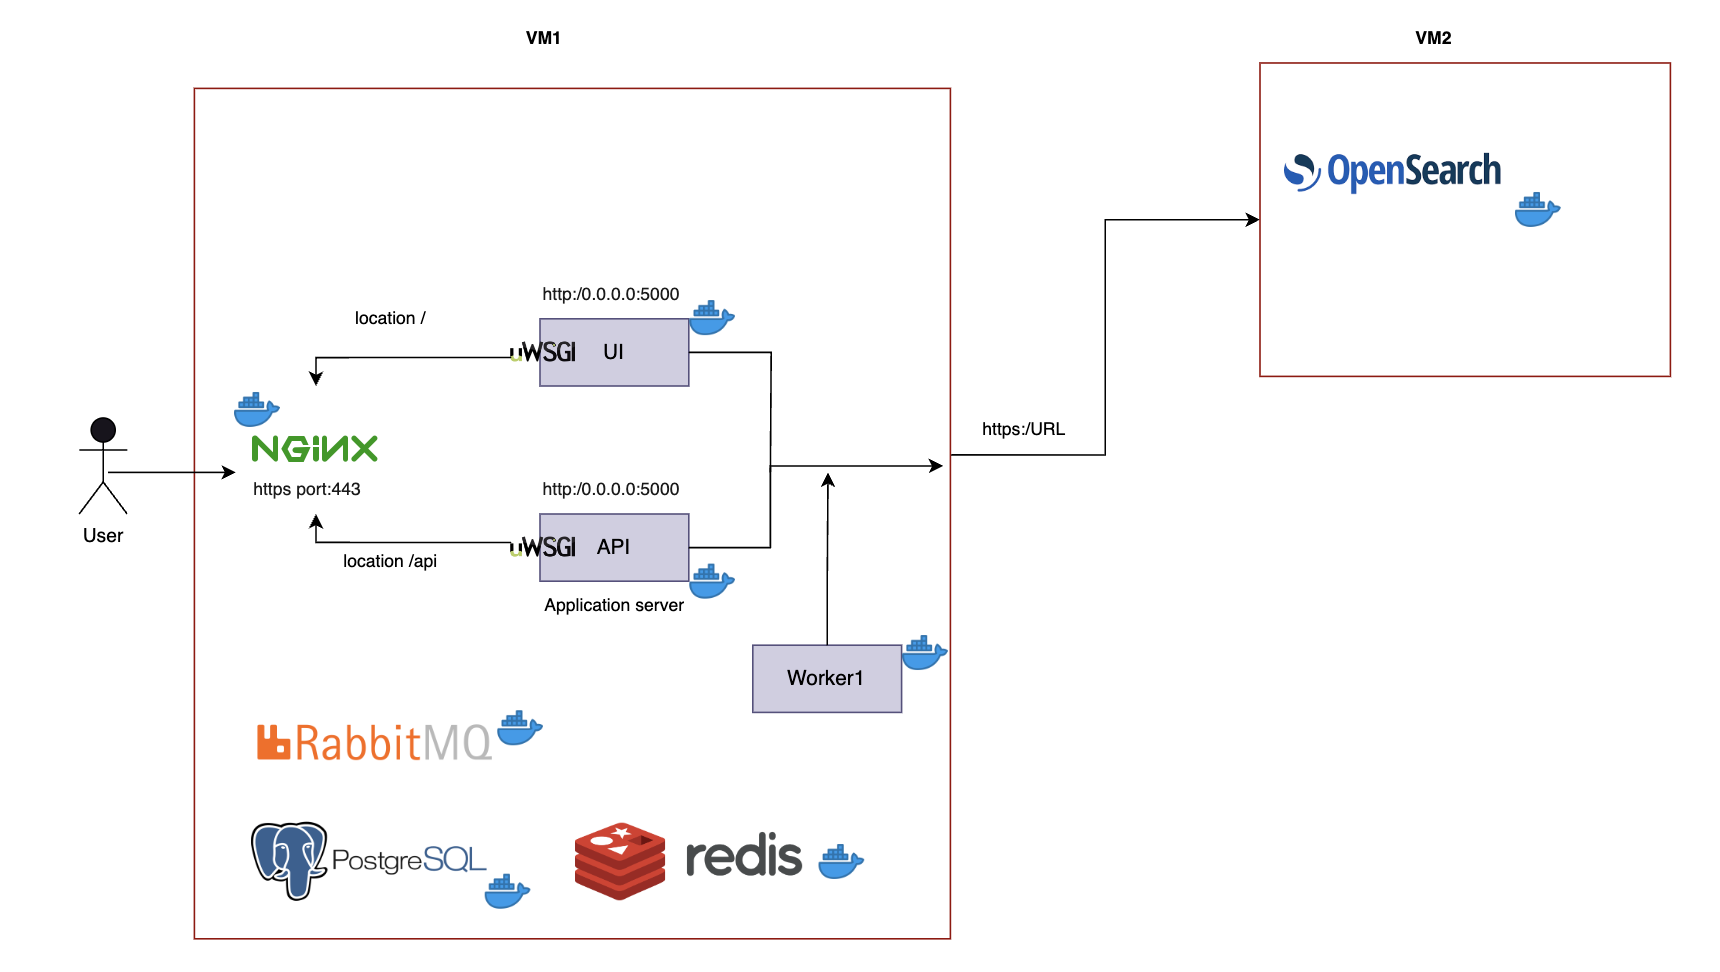 VM1
VM2
OpenSearch
http:/0.0.0.0:5000
location /
uWSGI
UI
NGINX
https port:443
https:/URL
http:/0.0.0.0:5000
User
uWSGI
API
location /api
Application server
Worker1
RabbitMQ
PostgreSQL
redis